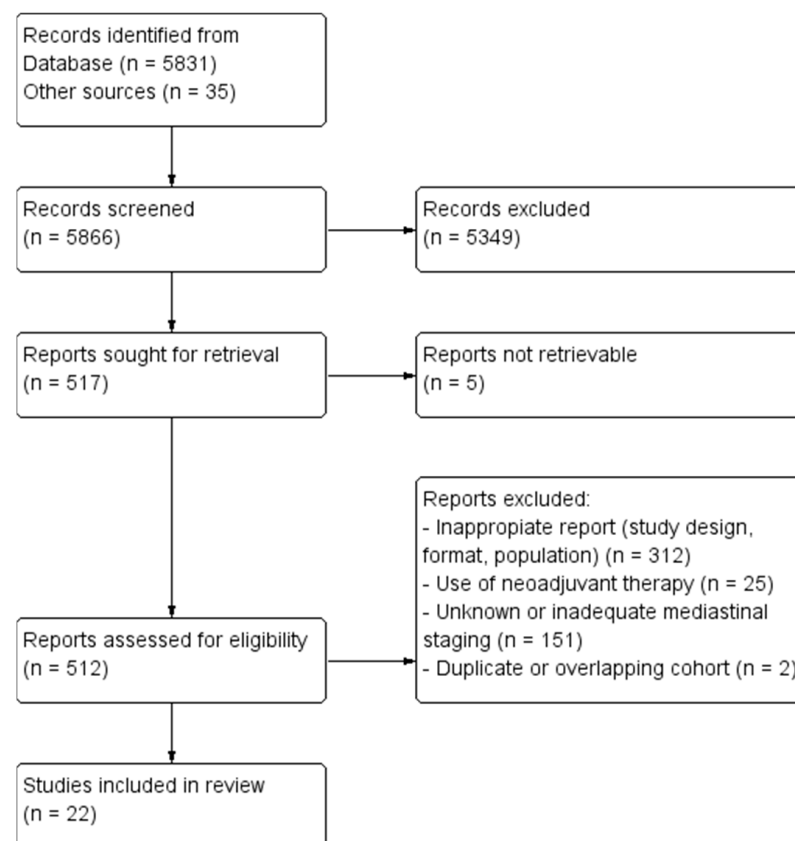 Records identified from
Database (n = 5831)
Other sources (n = 35)
Records screened
(n = 5866)
Records excluded
(n = 5349)
Reports sought for retrieval
(n = 517)
Reports not retrievable
(n = 5)
Reports excluded:
- Inappropiate report (study design,
format, population) (n = 312)
- Use of neoadjuvant therapy (n = 25)
- Unknown or inadequate mediastinal
staging (n = 151)
- Duplicate or overlapping cohort (n = 2)
Reports assessed for eligibility
(n = 512)
Studies included in review
(n = 22)